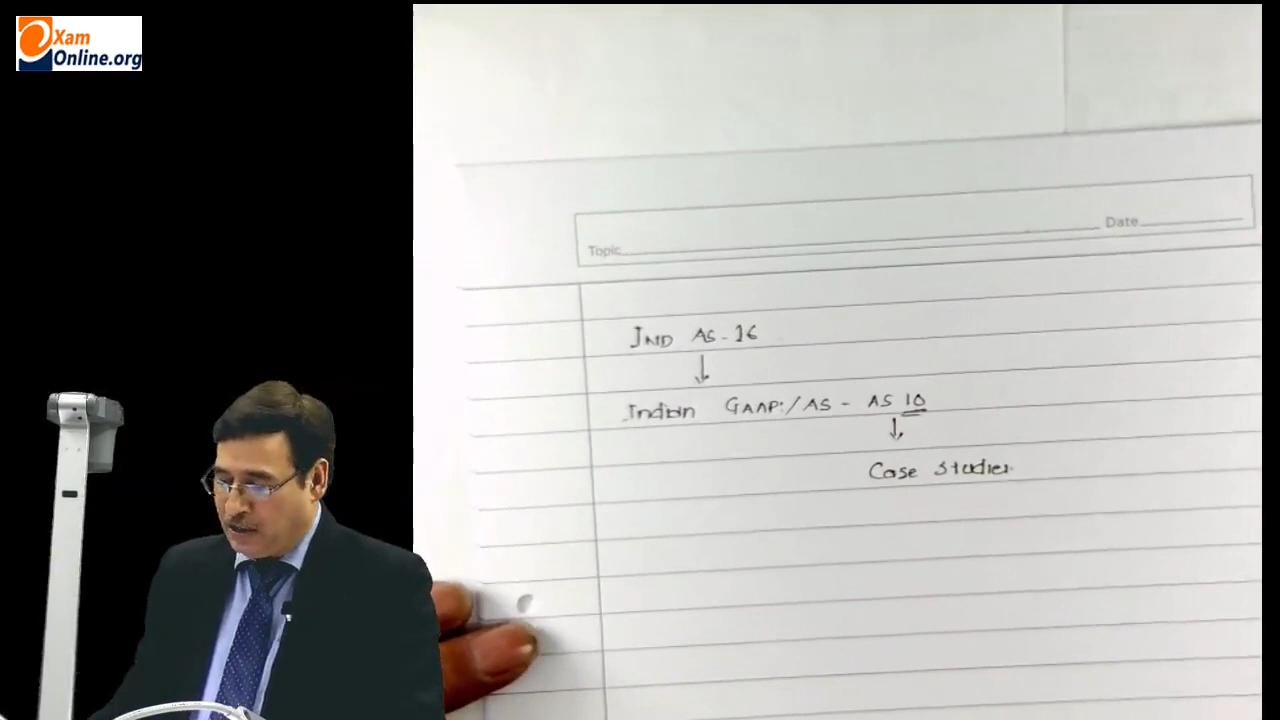 Xam
Online.org
Topic
Date
IND AS-16
Indian GAAP:/AS - AS 10
Case Studies